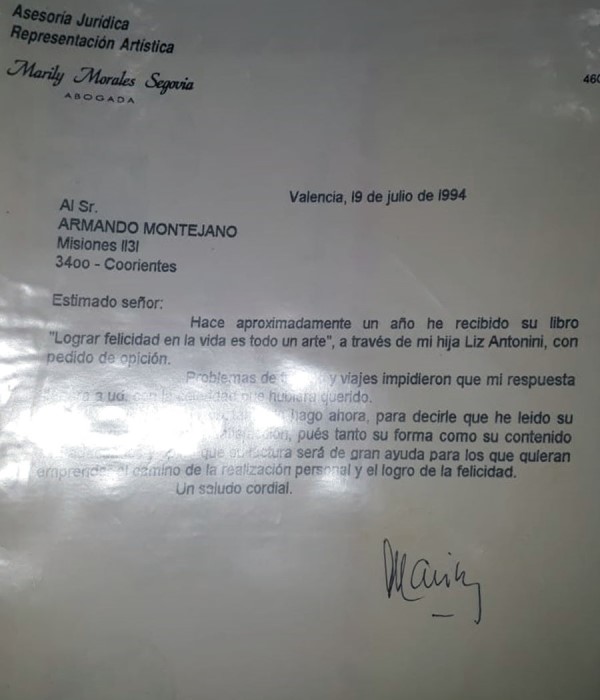 Asesoría Jurídica
Representación Artística
Marily Morales Segovia
ABOGADA
460
Valencia, 19 de julio de 1994
Al Sr.
ARMANDO MONTEJANO
Misiones II3I
34oo - Coorientes
Estimado señor:
Hace aproximadamente un año he recibido su libro
"Lograr felicidad en la vida es todo un arte", a través de mi hija Liz Antonini, con
pedido de opición.
Problemas de y viajes impidieron que mi respuesta
a ud. con la que hubiera querido.
hago ahora, para decirle que he leido su
pués tanto su forma como su contenido
que su factura será de gran ayuda para los que quieran
emprender el camino de la realización personal y el logro de la felicidad.
Un saludo cordial.
Marily